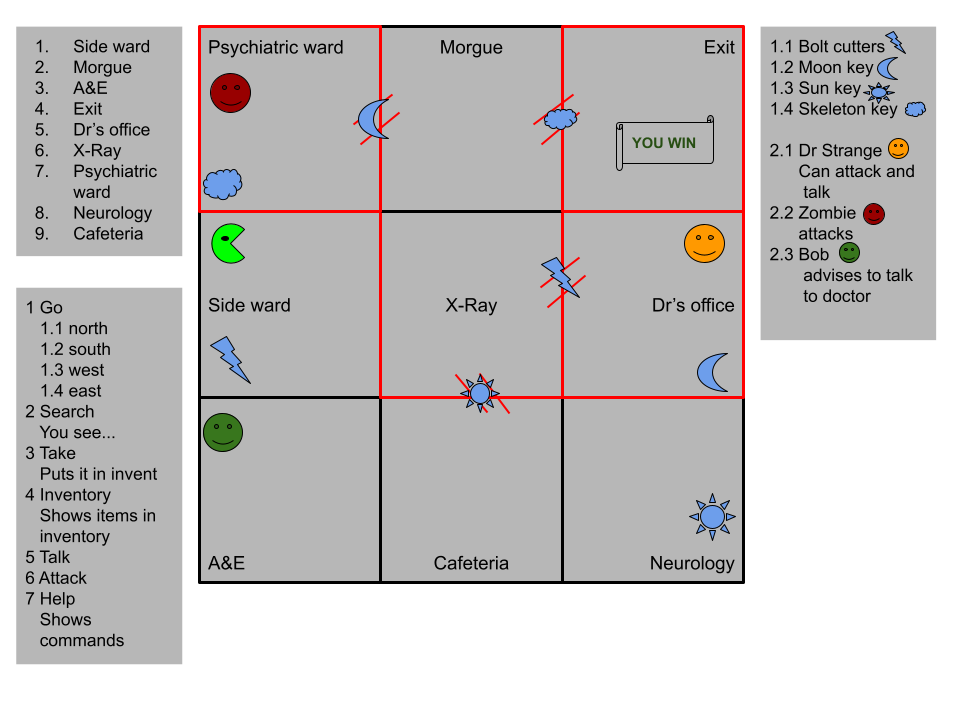 1. Side ward
2. Morgue
3. A&E
4. Exit
5. Dr's office
6. X-Ray
7. Psychiatric
ward
8. Neurology
9. Cafeteria
1 Go
1.1 north
1.2 south
1.3 west
1.4 east
2 Search
You see...
3 Take
Puts it in invent
4 Inventory
Shows items in
inventory
5 Talk
6 Attack
7 Help
Shows
commands
Psychiatric ward
Morgue
Exit
YOU WIN
Side ward
X-Ray
Dr's office
A&E
Cafeteria
Neurology
1.1 Bolt cutters
1.2 Moon key
1.3 Sun key
1.4 Skeleton key
2.1 Dr Strange
Can attack and
talk
2.2 Zombie
attacks
2.3 Bob
advises to talk
to doctor